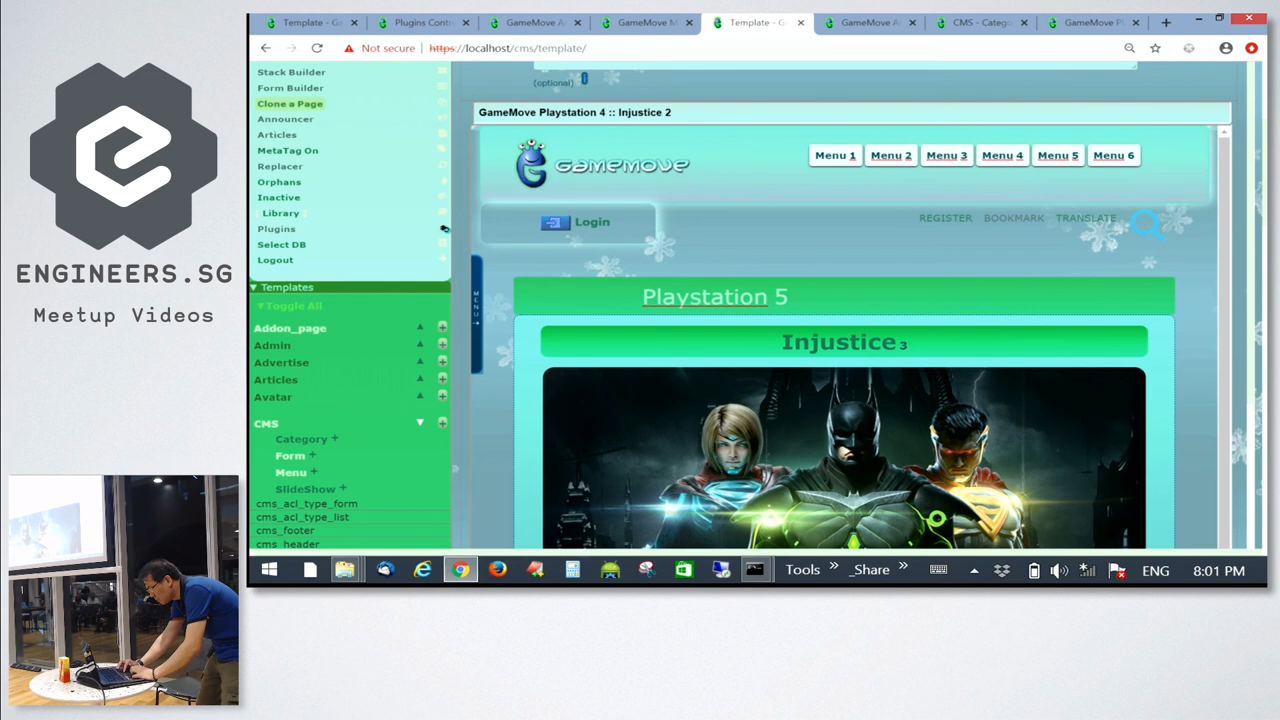 ENGINEERS.SG
Meetup Videos
Template - G
Plugins Contr
GameMove A
GameMove M
Template - G
GameMove A
CMS - Catego
GameMove P
Not secure
https://localhost/cms/template/
Stack Builder
Form Builder
Clone a Page
Announcer
Articles
MetaTag On
Replacer
Orphans
Inactive
Library
Plugins
Select DB
Logout
Templates
Toggle All
Addon_page
Admin
Advertise
Articles
Avatar
CMS
Category +
Form +
Menu +
SlideShow +
cms_acl_type_form
cms_acl_type_list
cms_footer
cms_header
(optional)
GameMove Playstation 4 :: Injustice 2
GAMEMOVE
Menu 1 Menu 2 Menu 3 Menu 4 Menu 5 Menu 6
Login
REGISTER BOOKMARK TRANSLATE
MENU
Playstation 5
Injustice 3
Tools » _Share » ENG 8:01 PM